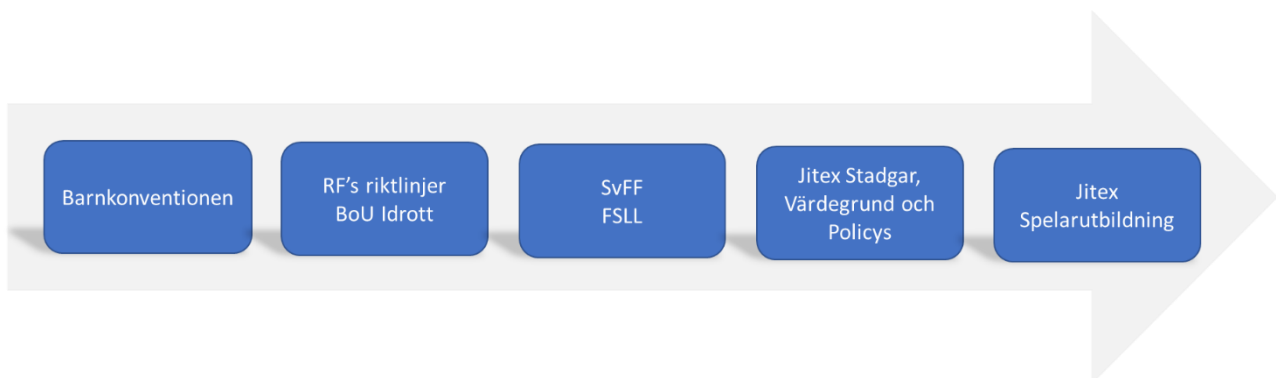 Barnkonventionen
RF's riktlinjer
BoU Idrott
SvFF
FSLL
Jitex Stadgar,
Värdegrund och
Policys
Jitex
Spelarutbildning